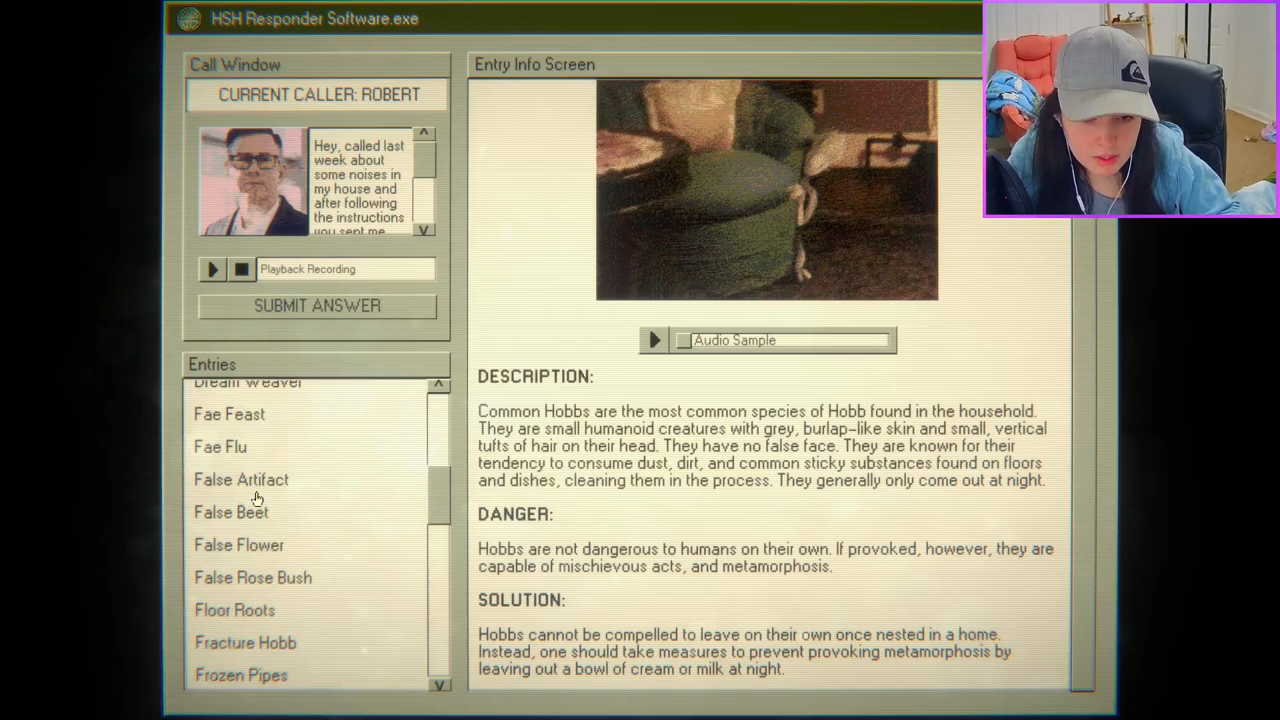 HSH Responder Software.exe
Call Window
CURRENT CALLER: ROBERT
Hey, called last
week about
some noises in
my house and
after following
the instructions
you sent me
Playback Recording
SUBMIT ANSWER
Entries
Dream Weaver
Fae Feast
Fae Flu
False Artifact
False Beet
False Flower
False Rose Bush
Floor Roots
Fracture Hobb
Frozen Pipes
Entry Info Screen
Audio Sample
DESCRIPTION:
Common Hobbs are the most common species of Hobb found in the household.
They are small humanoid creatures with grey, burlap-like skin and small, vertical
tufts of hair on their head. They have no false face. They are known for their
tendency to consume dust, dirt, and common sticky substances found on floors
and dishes, cleaning them in the process. They generally only come out at night.
DANGER:
Hobbs are not dangerous to humans on their own. If provoked, however, they are
capable of mischievous acts, and metamorphosis.
SOLUTION:
Hobbs cannot be compelled to leave on their own once nested in a home.
Instead, one should take measures to prevent provoking metamorphosis by
leaving out a bowl of cream or milk at night.